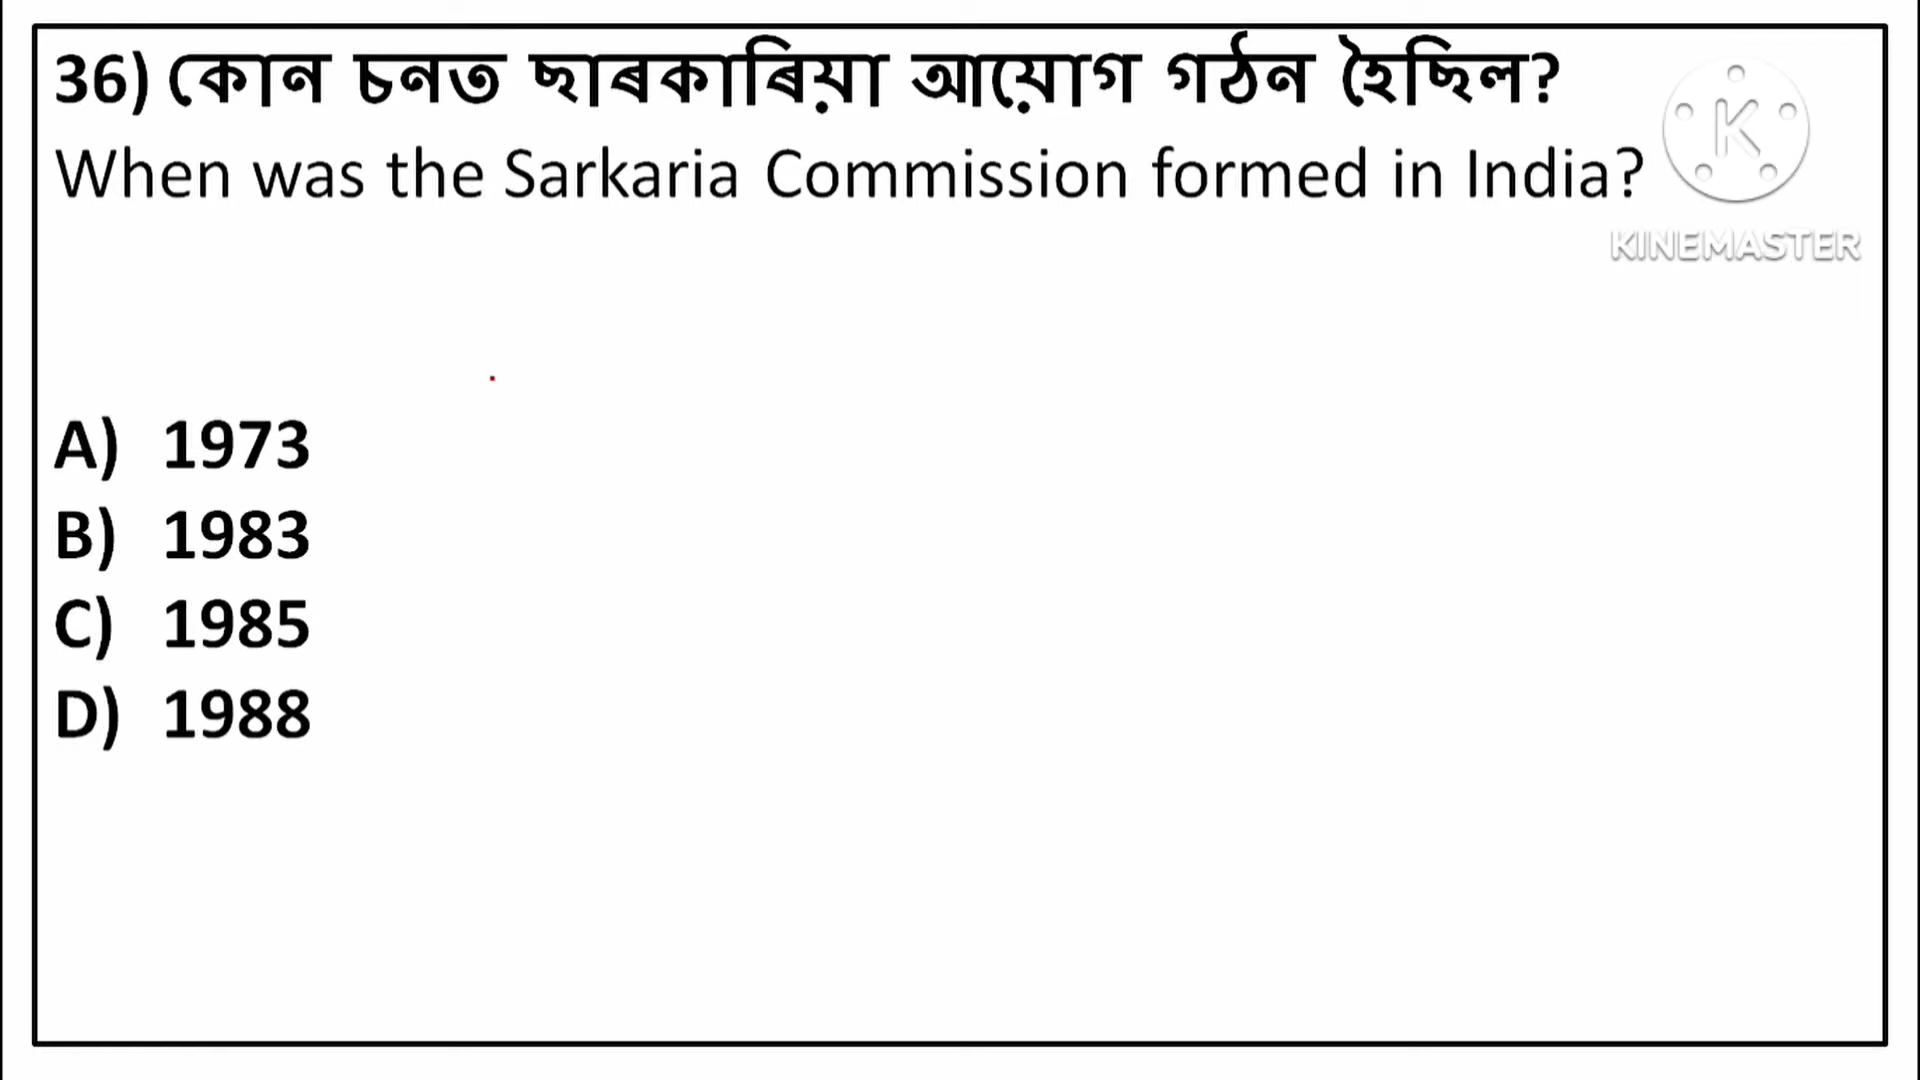 36) কোন চনত ছাৰকাৰিয়া আয়োগ গঠন হৈছিল?
When was the Sarkaria Commission formed in India?
K
KINEMASTER
A) 1973
B) 1983
C) 1985
D) 1988